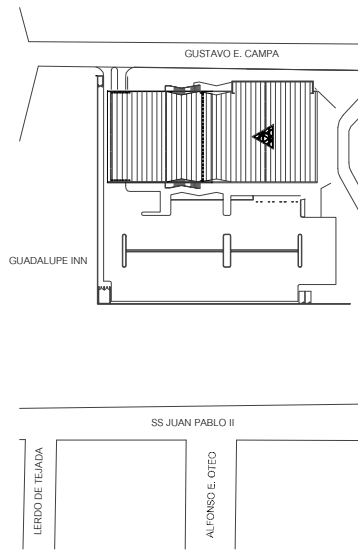 GUSTAVO E. CAMPA
GUADALUPE INN
SS JUAN PABLO II
LERDO DE TEJADA
ALFONSO E. OTEO